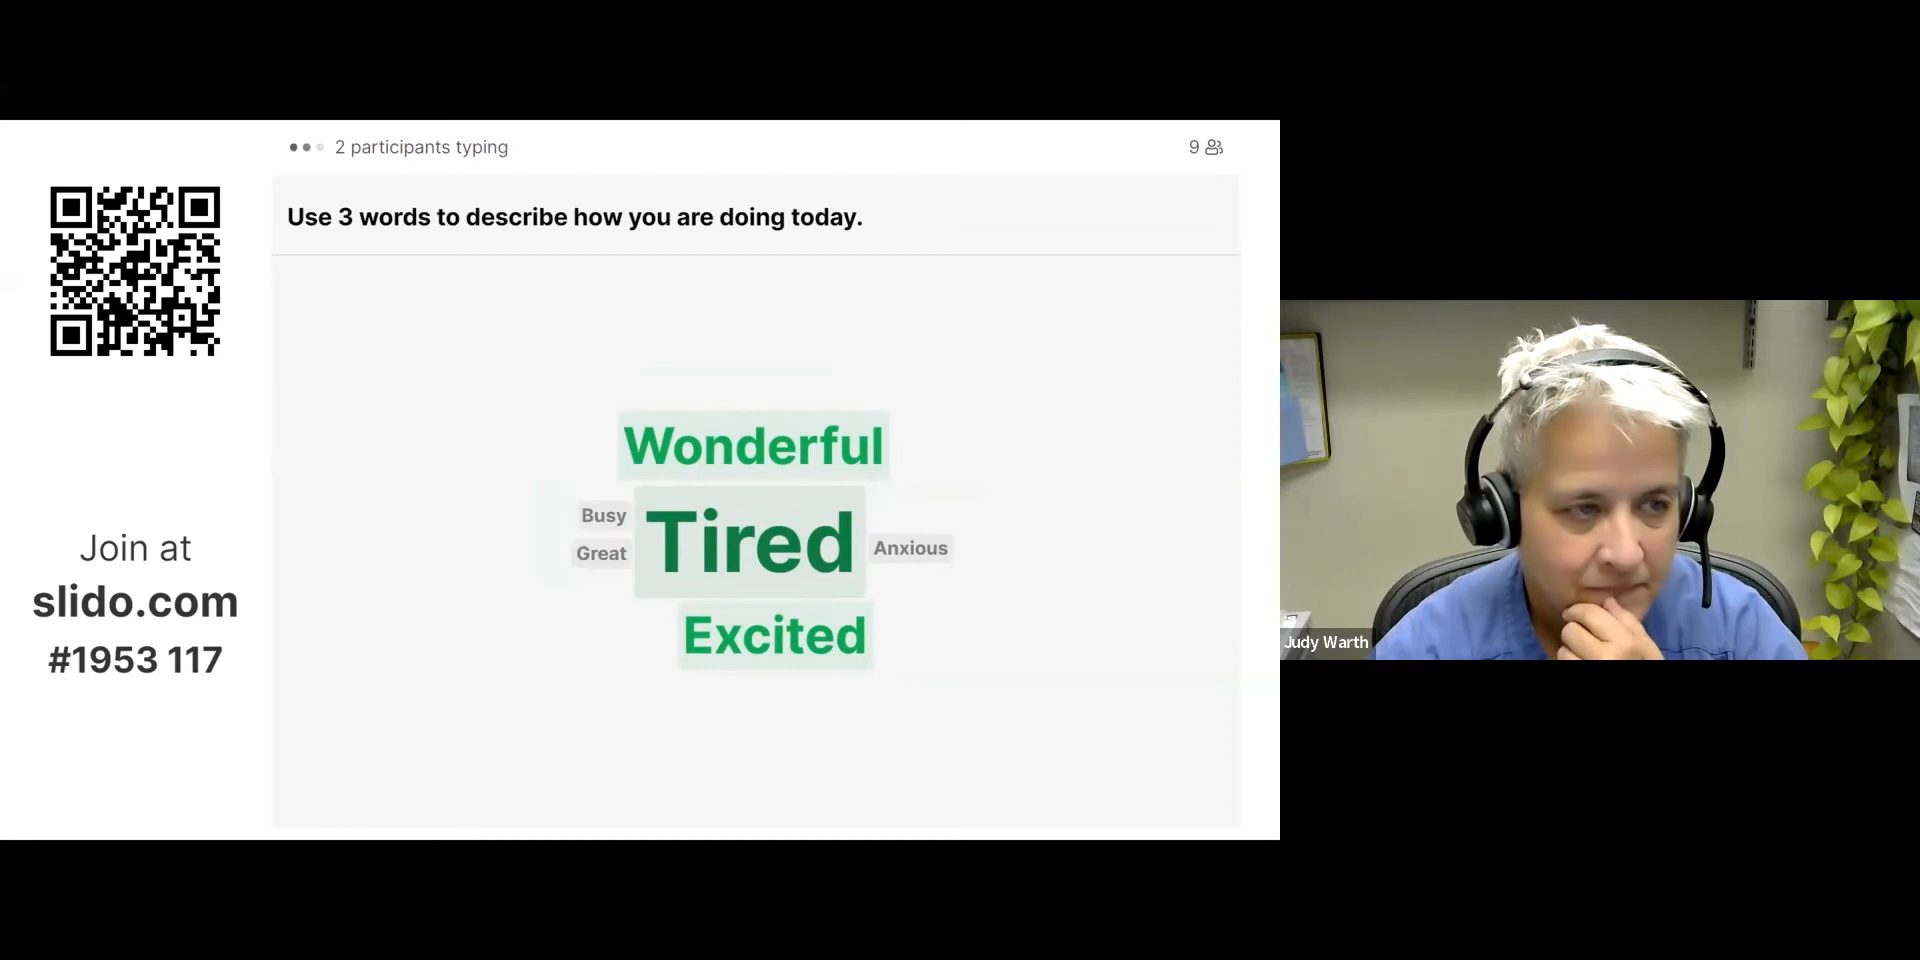 2 participants typing
9
Use 3 words to describe how you are doing today.
Wonderful
Busy
Great
Tired
Anxious
Excited
Join at
slido.com
#1953 117
Judy Warth